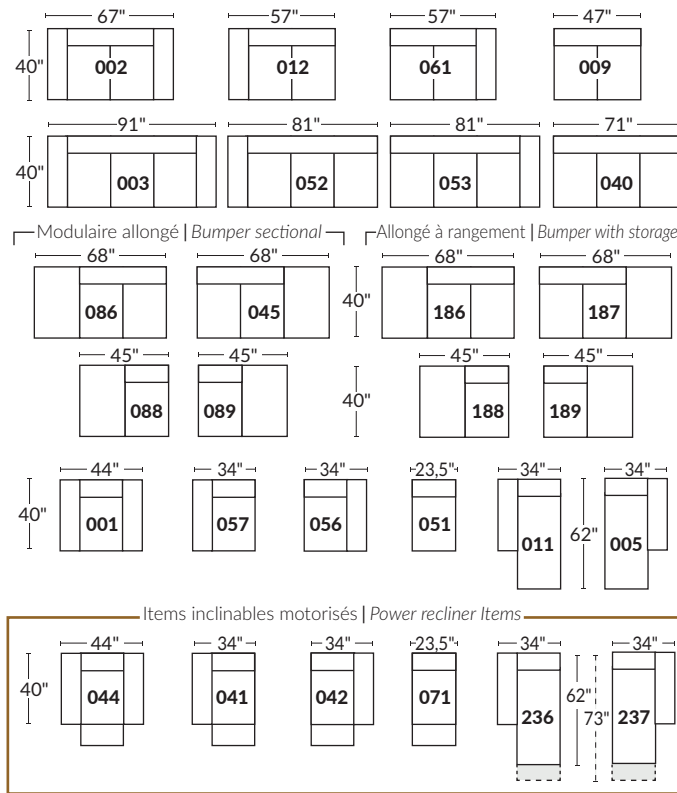 67" 57" 57" 47"
40" 002 012 061 009
91" 81" 81" 71"
40" 003 052 053 040
Modulaire allongé | Bumper sectional Allongé à rangement | Bumper with storage
68" 68" 68" 68"
086 045 40" 186 187
45" 45" 45" 45"
088 089 40" 188 189
44" 34" 34" 23,5" 34" 34"
40" 001 057 056 051 011 62" 005
Items inclinables motorisés | Power recliner Items
44" 34" 34" 23,5" 34" 34"
40" 044 041 042 071 236 62" 73" 237